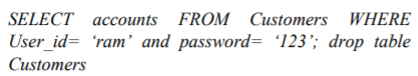 SELECT accounts FROM Customers WHERE
User_id= ‘ram’ and password= ‘123’; drop table
Customers